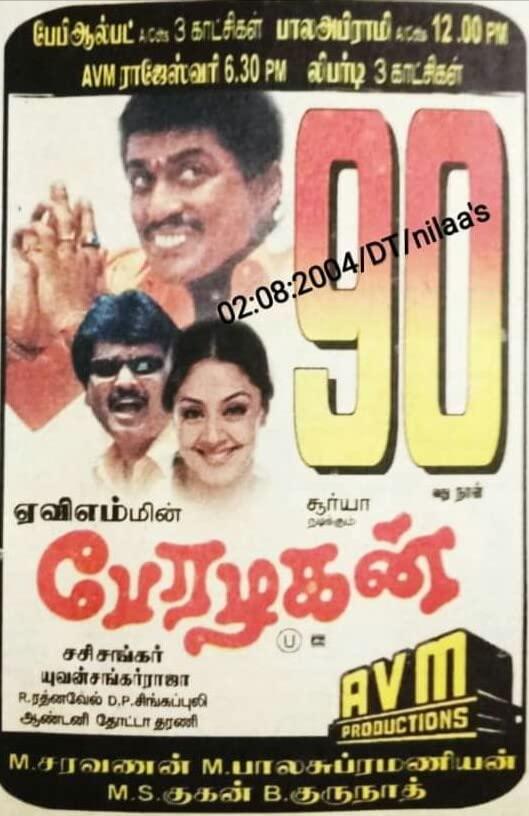 பேபி ஆல்பட் A/Cdts 3 காட்சிகள் பாலஅபிராமி A/Cdts 12.00 PM
AVM ராஜேஸ்வரி 6.30 PM லிபர்டி 3 காட்சிகள்
90
வது நாள்
02:08:2004/DT/nilaa's
ஏவிஎம்மின்
சூர்யா
நடிக்கும்
பேரழகன்
U
சசிசங்கர்
யுவன்சங்கர்ராஜா
R.ரத்னவேல் D.P.சிங்கப்புலி
ஆண்டனி தோட்டா தரணி
AVM
PRODUCTIONS
M.சரவணன் M.பாலசுப்ரமணியன்
M.S.குகன் B.குருநாத்